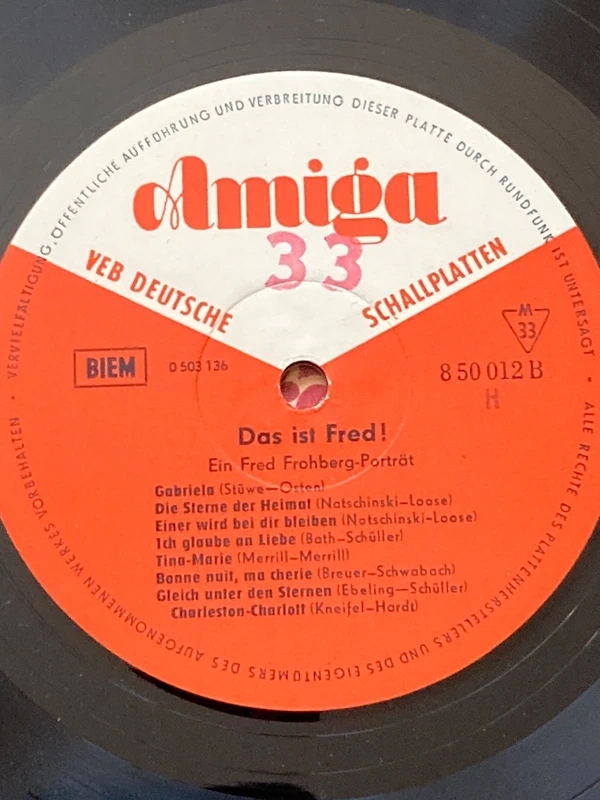 VERVIELFÄLTIGUNG, ÖFFENTLICHE AUFFÜHRUNG UND VERBREITUNG DIESER PLATTE DURCH RUNDFUNK IST UNTERSAGT • ALLE RECHTE DES PLATTENHERSTELLERS UND DES EIGENTÜMERS DES AUFGENOMMENEN WERKES VORBEHALTEN •
Amiga
33
VEB DEUTSCHE SCHALLPLATTEN
M
33
BIEM
0 503 136
8 50 012 B
H
Das ist Fred!
Ein Fred Frohberg-Porträt
Gabriela (Stüwe—Osten)
Die Sterne der Heimat (Natschinski—Loose)
Einer wird bei dir bleiben (Natschinski—Loose)
Ich glaube an Liebe (Bath—Schüller)
Tina-Marie (Merrill—Merrill)
Bonne nuit, ma cherie (Breuer—Schwabach)
Gleich unter den Sternen (Ebeling—Schüller)
Charleston-Charlott (Kneifel-Hardt)